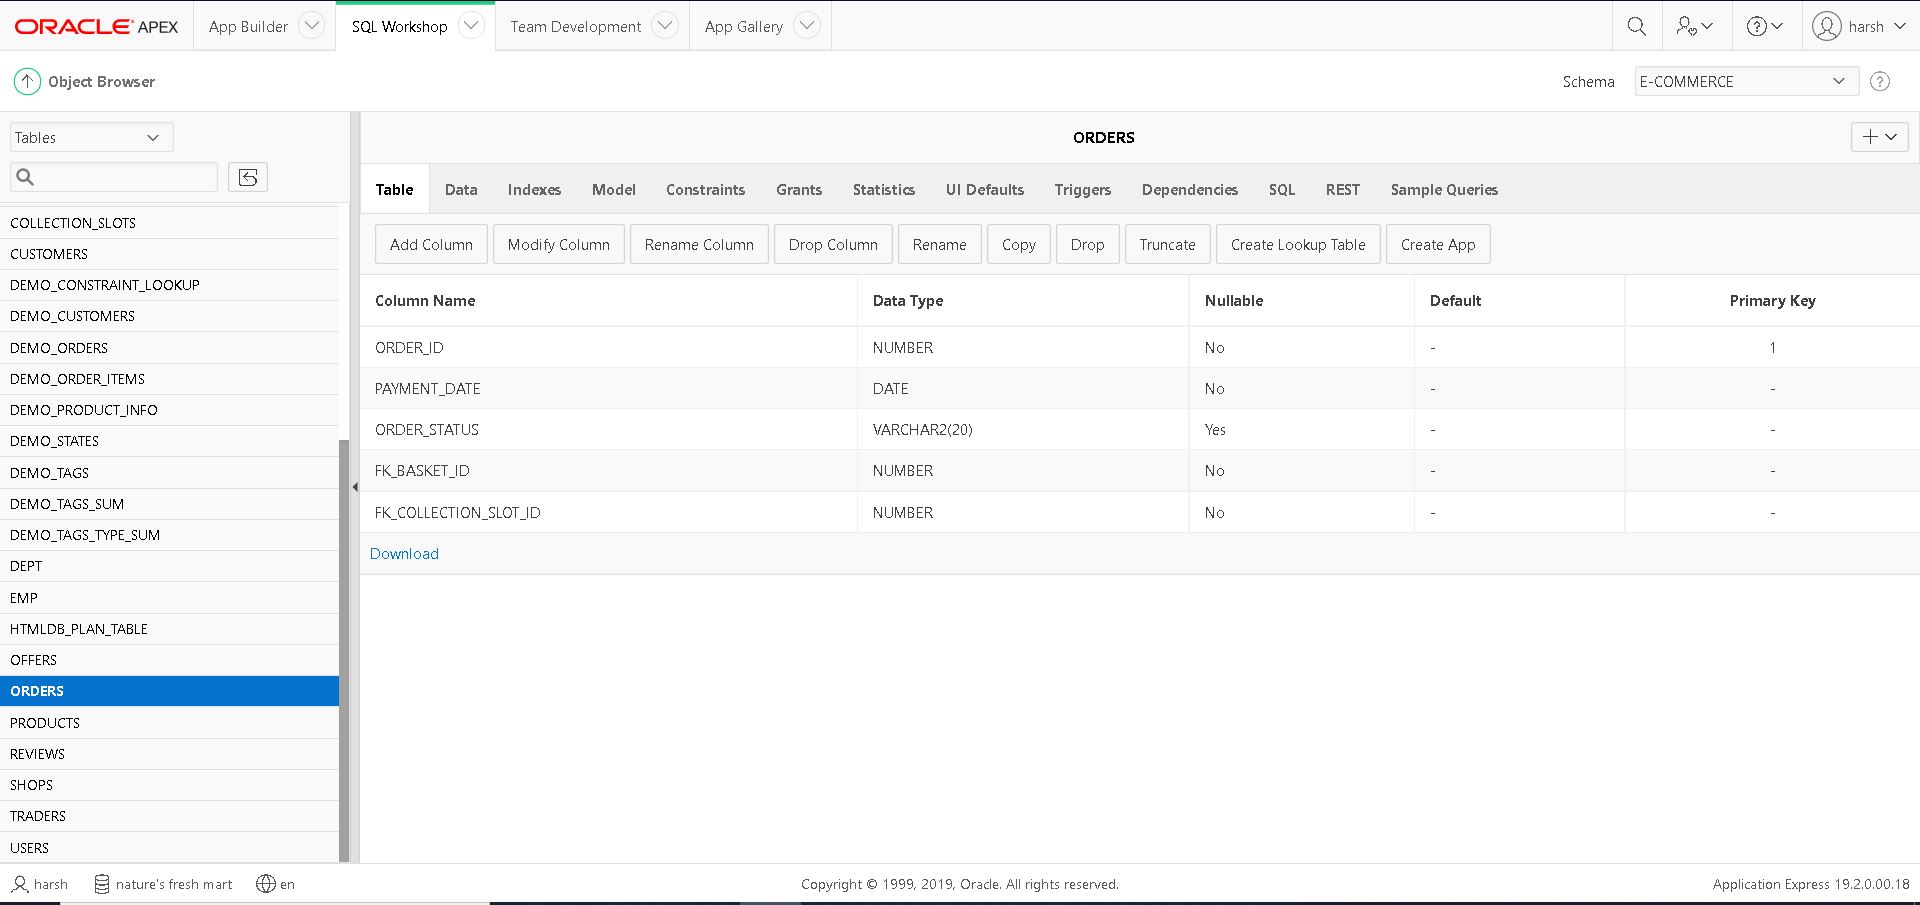 ORACLE APEX App Builder SQL Workshop Team Development App Gallery harsh
Object Browser Schema E-COMMERCE
Tables
COLLECTION_SLOTS
CUSTOMERS
DEMO_CONSTRAINT_LOOKUP
DEMO_CUSTOMERS
DEMO_ORDERS
DEMO_ORDER_ITEMS
DEMO_PRODUCT_INFO
DEMO_STATES
DEMO_TAGS
DEMO_TAGS_SUM
DEMO_TAGS_TYPE_SUM
DEPT
EMP
HTMLDB_PLAN_TABLE
OFFERS
ORDERS
PRODUCTS
REVIEWS
SHOPS
TRADERS
USERS
ORDERS
Table Data Indexes Model Constraints Grants Statistics UI Defaults Triggers Dependencies SQL REST Sample Queries
Add Column Modify Column Rename Column Drop Column Rename Copy Drop Truncate Create Lookup Table Create App
Column Name Data Type Nullable Default Primary Key
ORDER_ID NUMBER No - 1
PAYMENT_DATE DATE No - -
ORDER_STATUS VARCHAR2(20) Yes - -
FK_BASKET_ID NUMBER No - -
FK_COLLECTION_SLOT_ID NUMBER No - -
Download
harsh nature's fresh mart en Copyright © 1999, 2019, Oracle. All rights reserved. Application Express 19.2.0.00.18